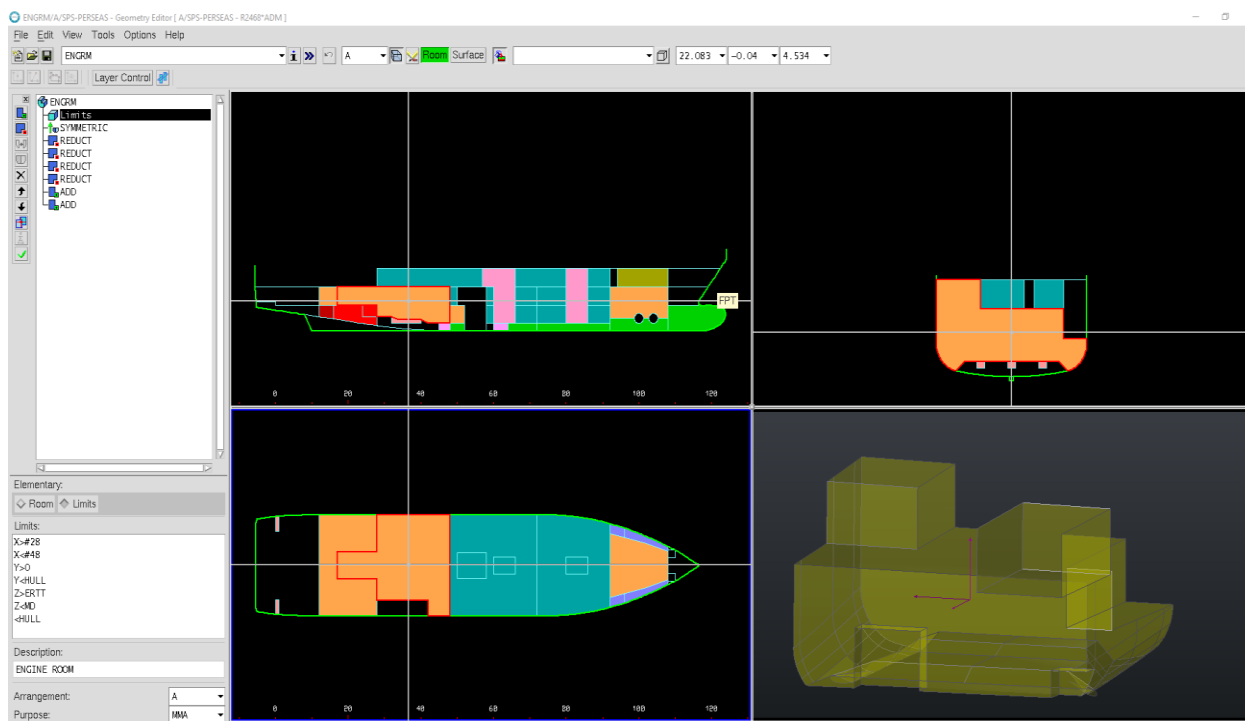 ENGRM/A/SPS-PERSEAS - Geometry Editor [ A/SPS-PERSEAS - R2468*ADM ]
File Edit View Tools Options Help
ENGRM i A Room Surface 22.083 -0.04 4.534
Layer Control
ENGRM
Limits
SYMMETRIC
REDUCT
REDUCT
REDUCT
REDUCT
ADD
ADD
FPT
0 20 40 60 80 100 120
Elementary:
Room Limits
Limits:
X>#28
X<#48
Y>0
Y<HULL
Z>ERTT
Z<MD
<HULL
Description:
ENGINE ROOM
Arrangement: A
Purpose: MMA
0 20 40 60 80 100 120